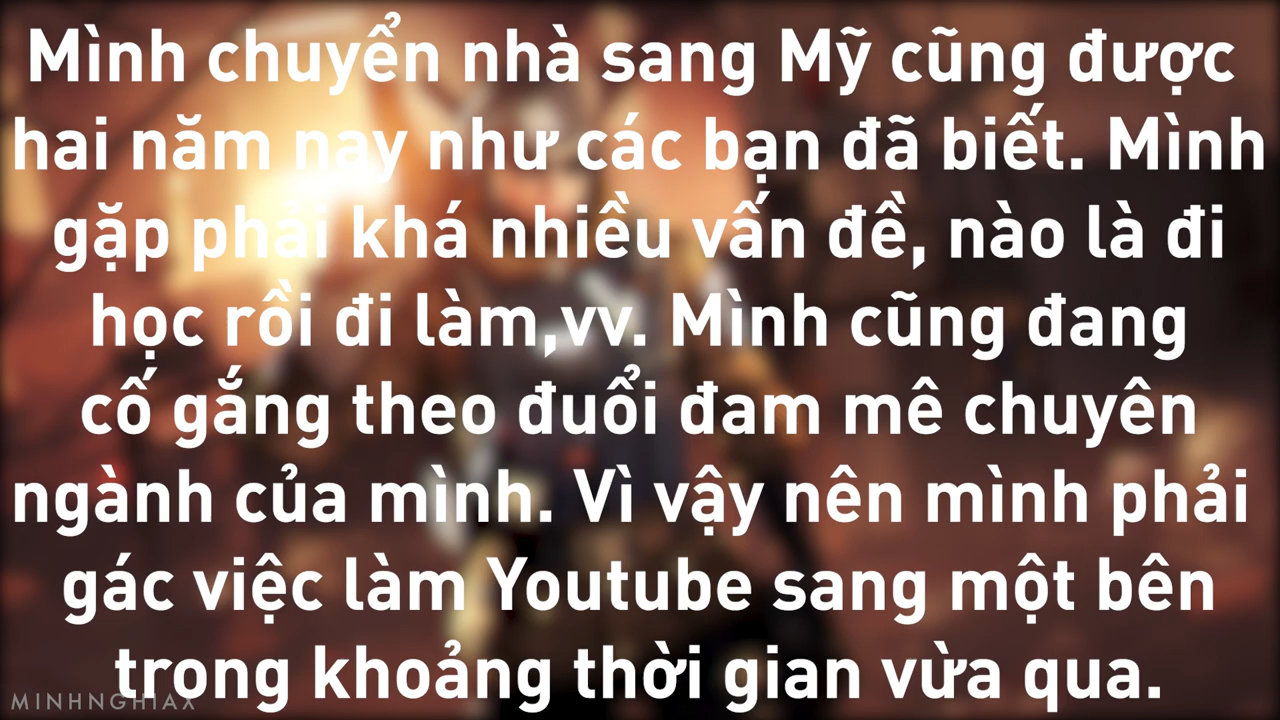 Mình chuyển nhà sang Mỹ cũng được
hai năm nay như các bạn đã biết. Mình
gặp phải khá nhiều vấn đề, nào là đi
học rồi đi làm,vv. Mình cũng đang
cố gắng theo đuổi đam mê chuyên
ngành của mình. Vì vậy nên mình phải
gác việc làm Youtube sang một bên
trong khoảng thời gian vừa qua.
MINHNGHIAX